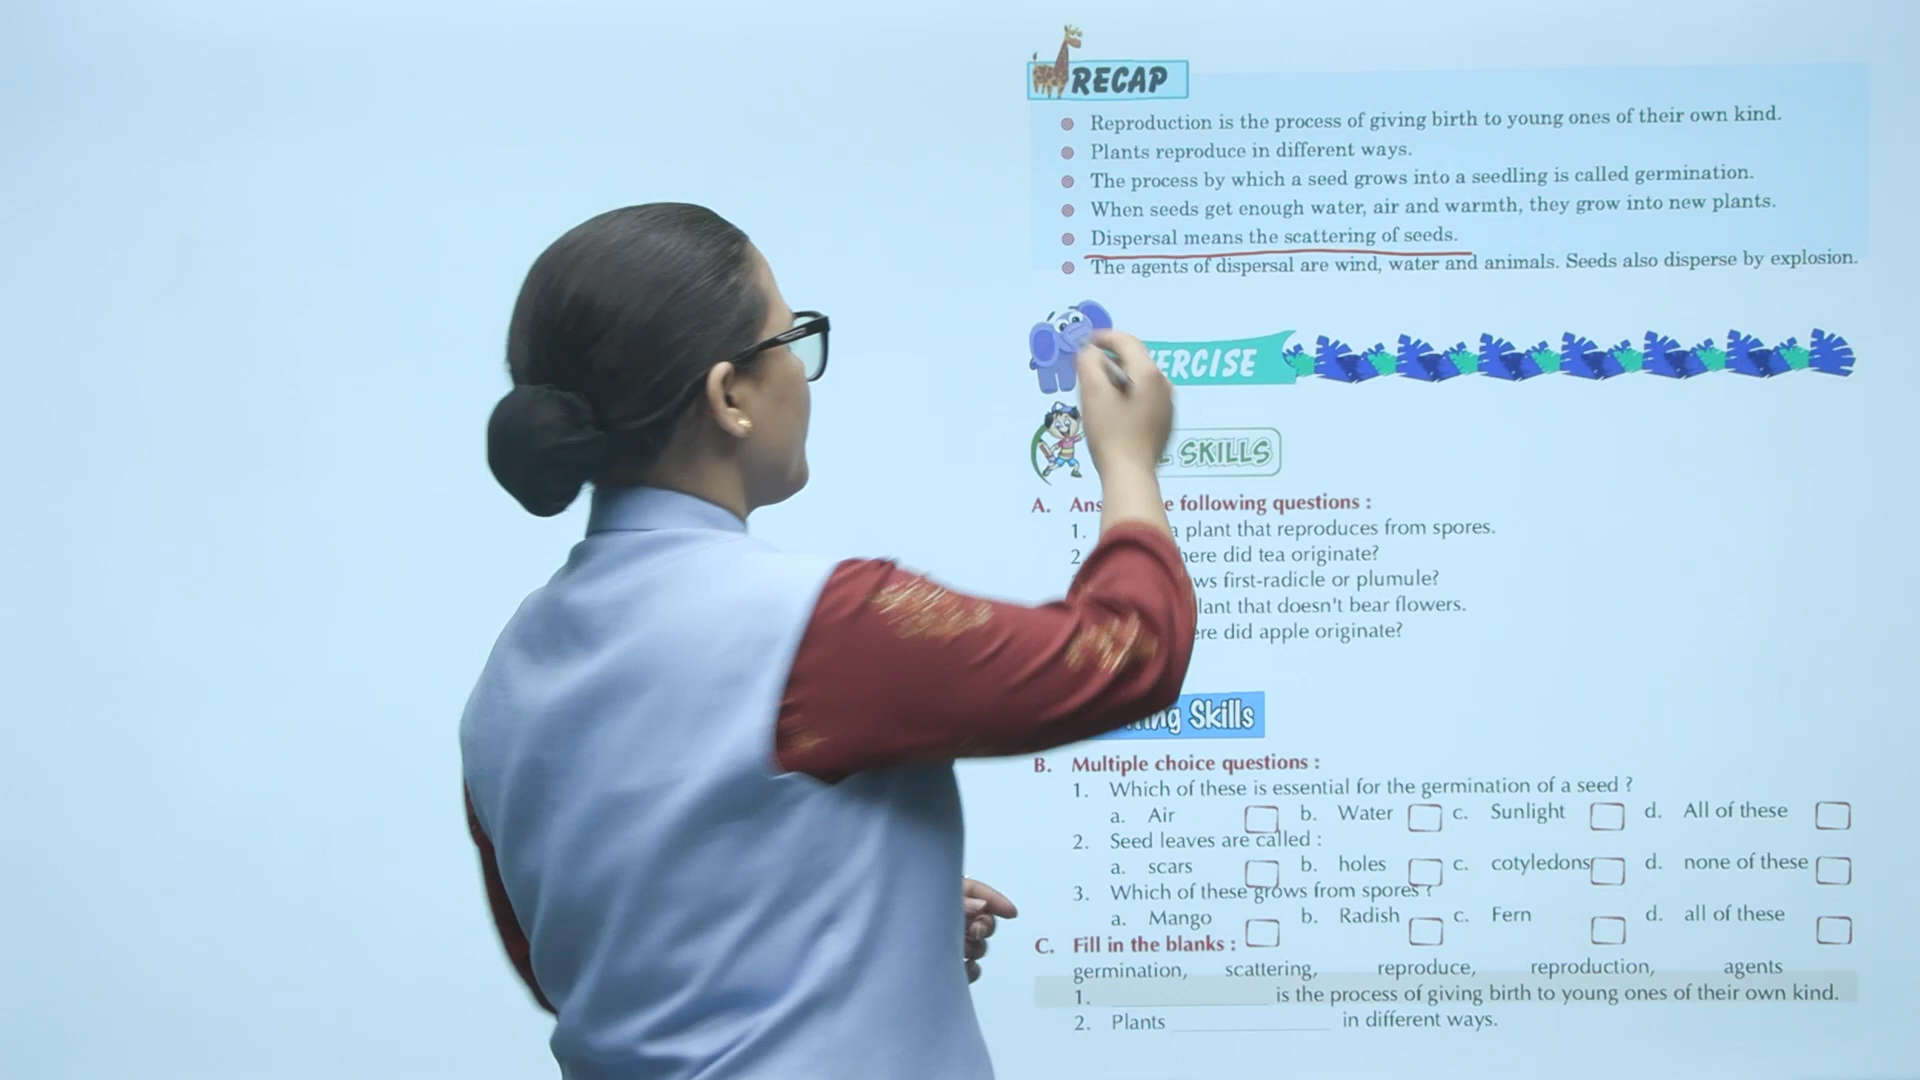 RECAP
Reproduction is the process of giving birth to young ones of their own kind.
Plants reproduce in different ways.
The process by which a seed grows into a seedling is called germination.
When seeds get enough water, air and warmth, they grow into new plants.
Dispersal means the scattering of seeds.
The agents of dispersal are wind, water and animals. Seeds also disperse by explosion.
ERCISE
SKILLS
A. Ans e following questions :
1. a plant that reproduces from spores.
2. here did tea originate?
ws first-radicle or plumule?
lant that doesn't bear flowers.
ere did apple originate?
ing Skills
B. Multiple choice questions :
1. Which of these is essential for the germination of a seed ?
a. Air b. Water c. Sunlight d. All of these
2. Seed leaves are called :
a. scars b. holes c. cotyledons d. none of these
3. Which of these grows from spores ?
a. Mango b. Radish c. Fern d. all of these
C. Fill in the blanks :
germination, scattering, reproduce, reproduction, agents
1. ____________ is the process of giving birth to young ones of their own kind.
2. Plants ____________ in different ways.